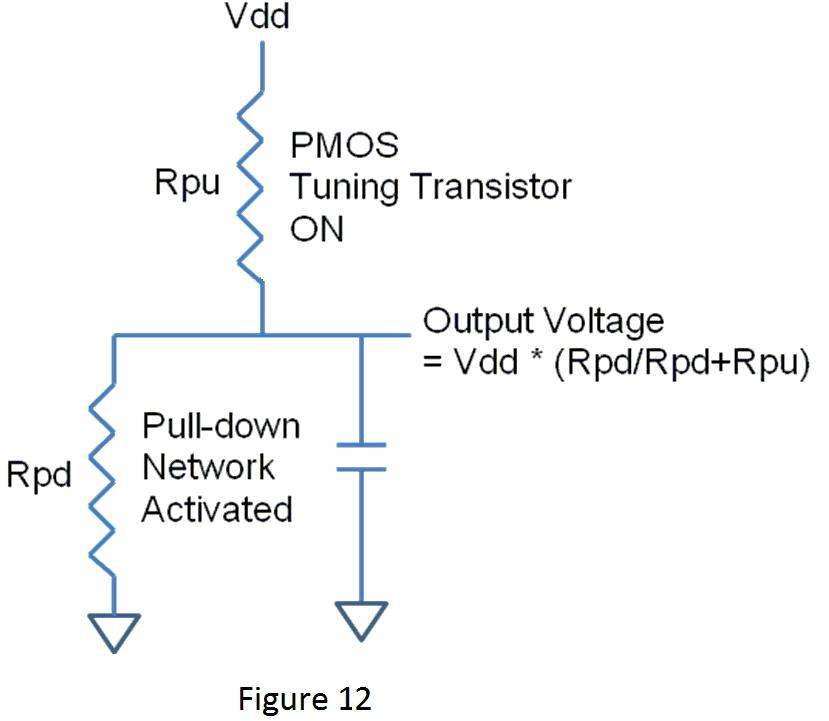 Vdd
Rpu
PMOS
Tuning Transistor
ON
Output Voltage
= Vdd * (Rpd/Rpd+Rpu)
Rpd
Pull-down
Network
Activated
Figure 12